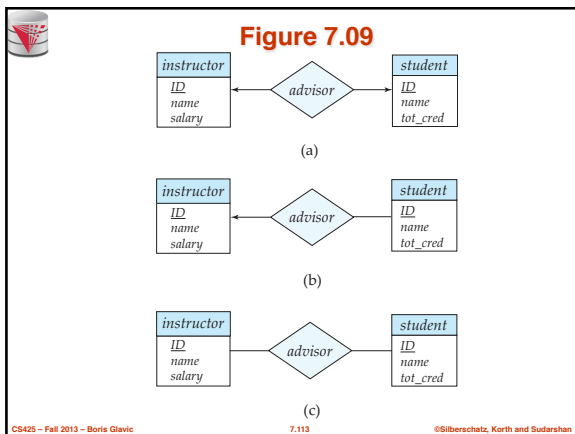 Figure 7.09
instructor
ID
name
salary
advisor
student
ID
name
tot_cred
(a)
instructor
ID
name
salary
advisor
student
ID
name
tot_cred
(b)
instructor
ID
name
salary
advisor
student
ID
name
tot_cred
(c)
CS425 – Fall 2013 – Boris Glavic
7.113
©Silberschatz, Korth and Sudarshan